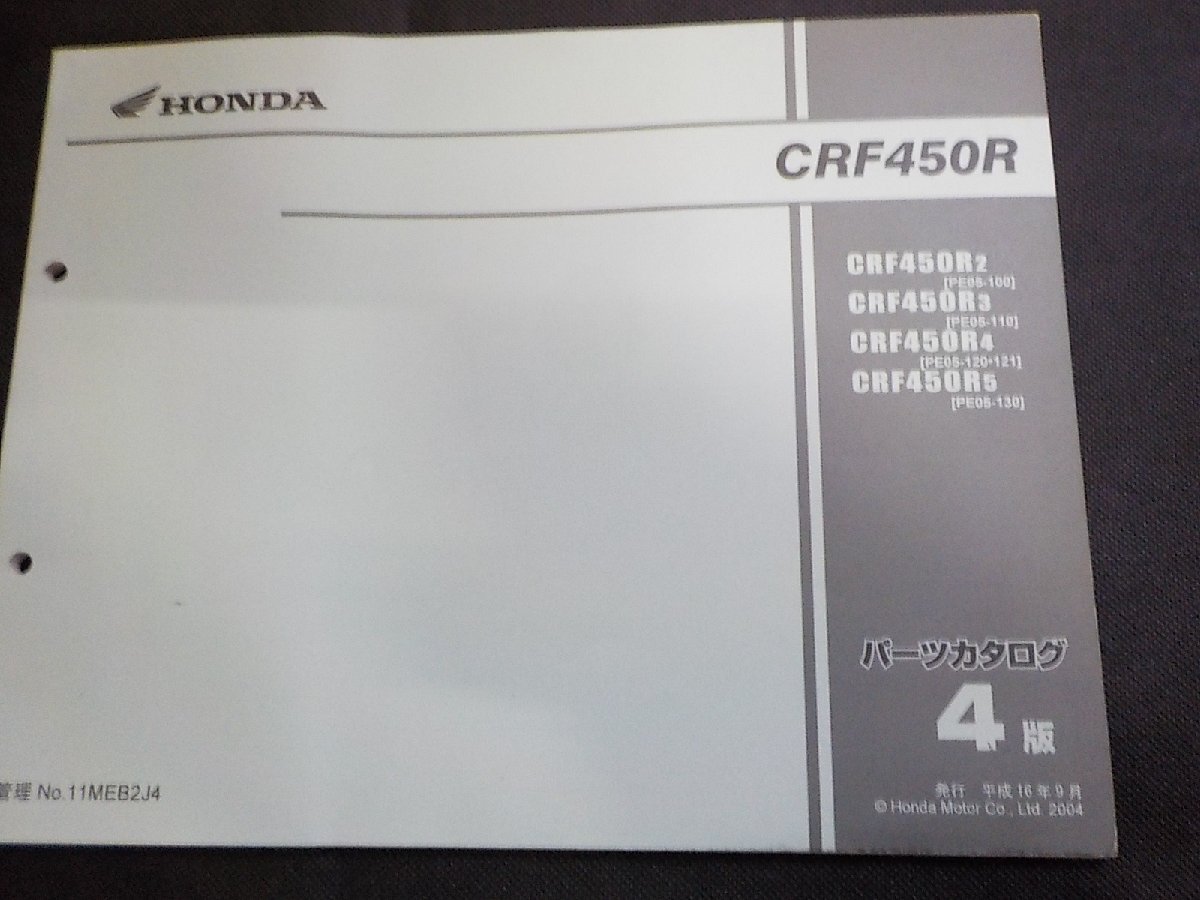 HONDA
CRF450R
CRF450R2
[PE05-100]
CRF450R3
[PE05-110]
CRF450R4
[PE05-120•121]
CRF450R5
[PE05-130]
パーツカタログ
4 版
管理 No.11MEB2J4
発行 平成16年9月
© Honda Motor Co., Ltd. 2004